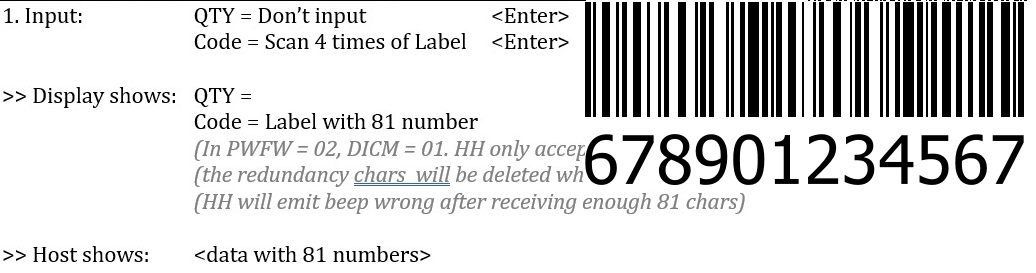 1. Input: QTY = Don’t input <Enter>
Code = Scan 4 times of Label <Enter>
>> Display shows: QTY =
Code = Label with 81 number
(In PWFW = 02, DICM = 01. HH only accep
678901234567
(the redundancy chars will be deleted wh
(HH will emit beep wrong after receiving enough 81 chars)
>> Host shows: <data with 81 numbers>